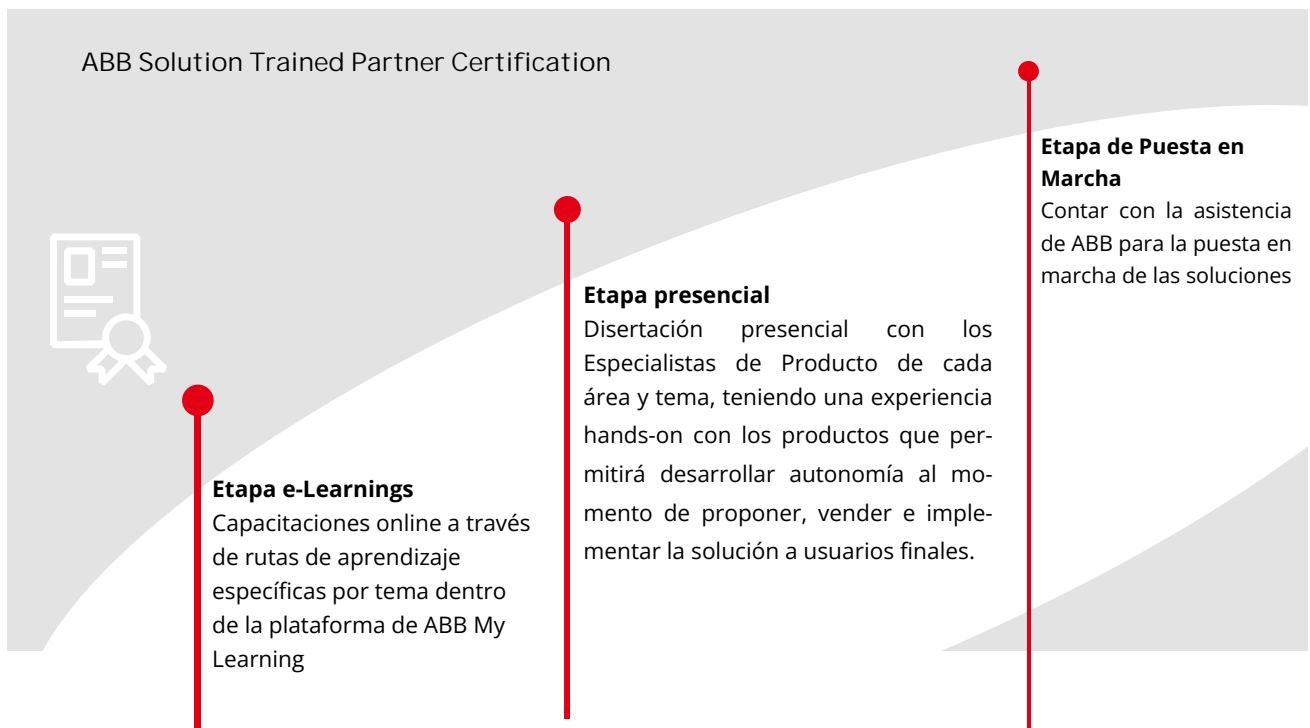 ABB Solution Trained Partner Certification
Etapa de Puesta en
Marcha
Contar con la asistencia
de ABB para la puesta en
marcha de las soluciones
Etapa presencial
Disertación presencial con los
Especialistas de Producto de cada
área y tema, teniendo una experiencia
hands-on con los productos que per-
mitirá desarrollar autonomía al mo-
mento de proponer, vender e imple-
mentar la solución a usuarios finales.
Etapa e-Learnings
Capacitaciones online a través
de rutas de aprendizaje
específicas por tema dentro
de la plataforma de ABB My
Learning